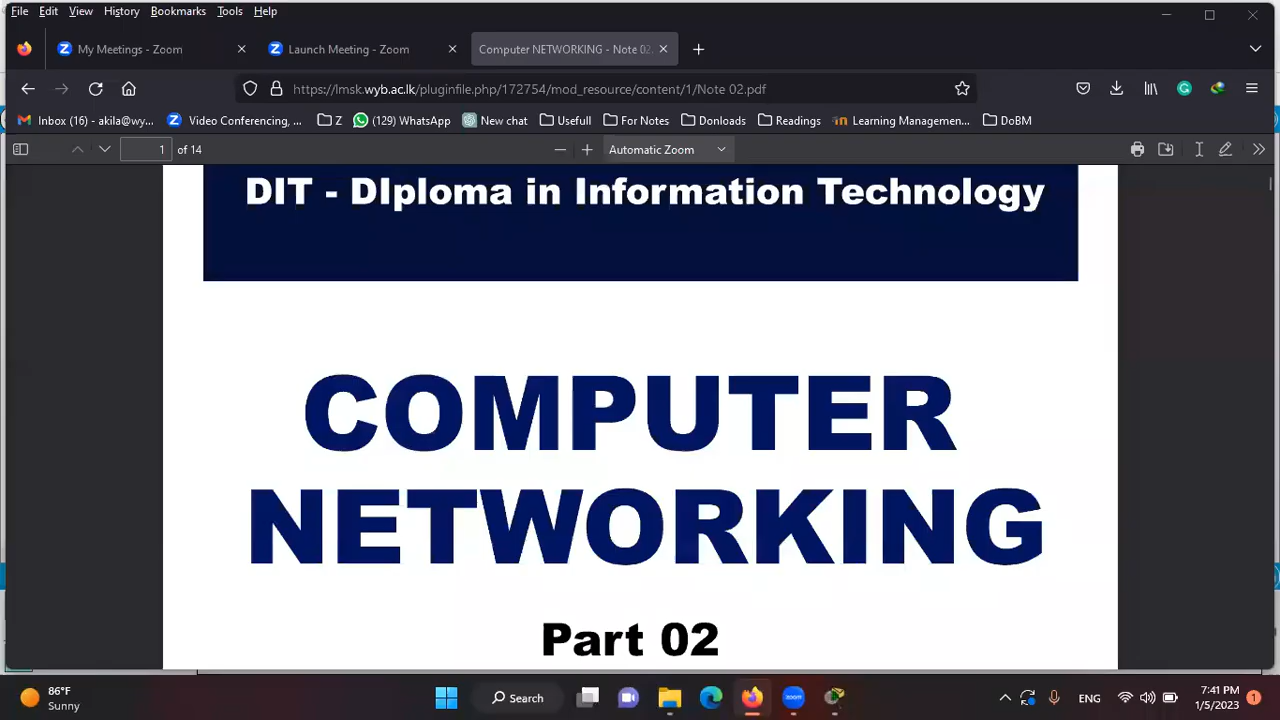 File Edit View History Bookmarks Tools Help
My Meetings - Zoom
Launch Meeting - Zoom
Computer NETWORKING - Note 02.
https://lmsk.wyb.ac.lk/pluginfile.php/172754/mod_resource/content/1/Note 02.pdf
Inbox (16) - akila@wy... Video Conferencing, ... Z (129) WhatsApp New chat Usefull For Notes Donloads Readings Learning Managemen... DoBM
1 of 14 Automatic Zoom
DIT - DIploma in Information Technology
COMPUTER
NETWORKING
Part 02
86°F
Sunny
Search
ENG
7:41 PM
1/5/2023
1